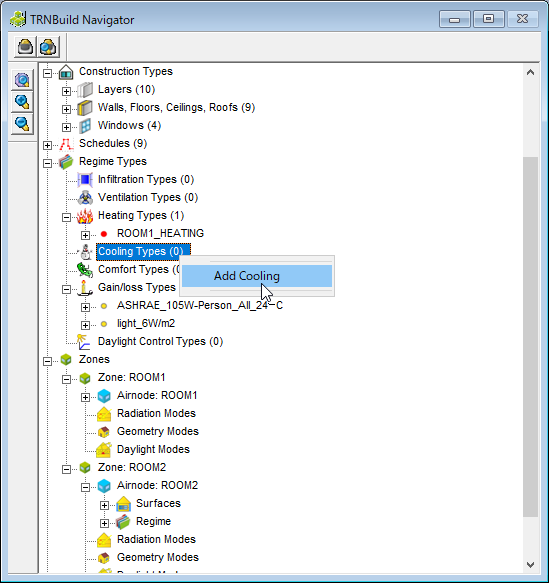 TRNBuild Navigator
Construction Types
Layers (10)
Walls, Floors, Ceilings, Roofs (9)
Windows (4)
Schedules (9)
Regime Types
Infiltration Types (0)
Ventilation Types (0)
Heating Types (1)
ROOM1_HEATING
Cooling Types (0)
Add Cooling
Comfort Types (0
Gain/loss Types
ASHRAE_105W-Person_All_24-C
light_6W/m2
Daylight Control Types (0)
Zones
Zone: ROOM1
Airnode: ROOM1
Radiation Modes
Geometry Modes
Daylight Modes
Zone: ROOM2
Airnode: ROOM2
Surfaces
Regime
Radiation Modes
Geometry Modes
Daylight Modes